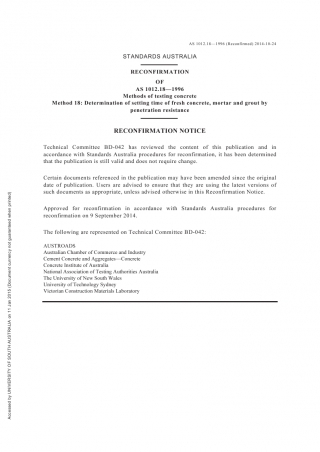 AS 1012.18—1996 (Reconfirmed) 2014-10-24
STANDARDS AUSTRALIA
RECONFIRMATION
OF
AS 1012.18—1996
Methods of testing concrete
Method 18: Determination of setting time of fresh concrete, mortar and grout by
penetration resistance
RECONFIRMATION NOTICE
Technical Committee BD-042 has reviewed the content of this publication and in
accordance with Standards Australia procedures for reconfirmation, it has been determined
that the publication is still valid and does not require change.
Certain documents referenced in the publication may have been amended since the original
date of publication. Users are advised to ensure that they are using the latest versions of
such documents as appropriate, unless advised otherwise in this Reconfirmation Notice.
Approved for reconfirmation in accordance with Standards Australia procedures for
reconfirmation on 9 September 2014.
The following are represented on Technical Committee BD-042:
AUSTROADS
Australian Chamber of Commerce and Industry
Cement Concrete and Aggregates—Concrete
Concrete Institute of Australia
National Association of Testing Authorities Australia
The University of New South Wales
University of Technology Sydney
Victorian Construction Materials Laboratory
Accessed by UNIVERSITY OF SOUTH AUSTRALIA on 11 Jan 2015 (Document currency not guaranteed when printed)